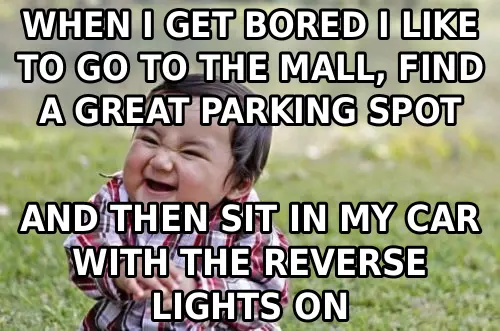 WHEN I GET BORED I LIKE
TO GO TO THE MALL, FIND
A GREAT PARKING SPOT
AND THEN SIT IN MY CAR
WITH THE REVERSE
LIGHTS ON